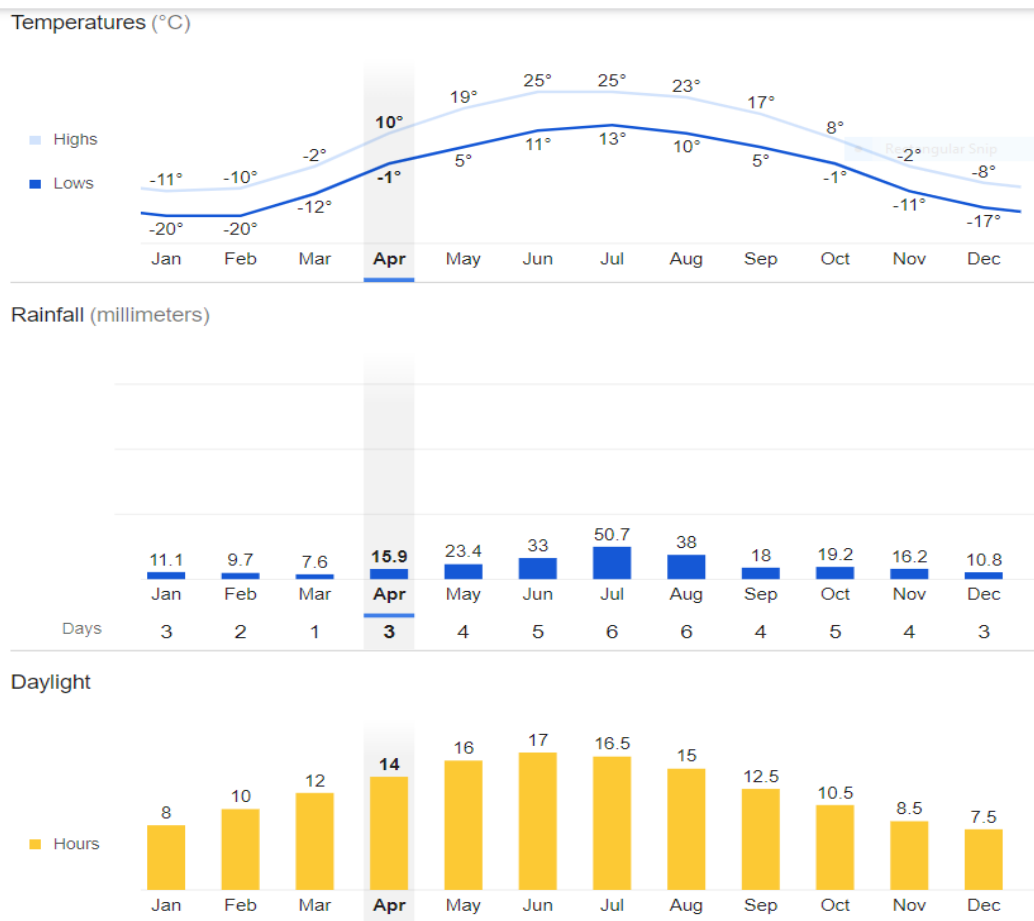 Temperatures (°C)
25° 25° 23°
19° 17°
10° 8°
Highs -2° 13° 10° Rectangular Snip
11° -2°
Lows -11° -10° -1° 5° 5° -1° -8°
-12° -11°
-20° -20° -17°
Jan Feb Mar Apr May Jun Jul Aug Sep Oct Nov Dec
Rainfall (millimeters)
11.1 9.7 7.6 15.9 23.4 33 50.7 38 18 19.2 16.2 10.8
Jan Feb Mar Apr May Jun Jul Aug Sep Oct Nov Dec
Days 3 2 1 3 4 5 6 6 4 5 4 3
Daylight
8 10 12 14 16 17 16.5 15 12.5 10.5 8.5 7.5
Hours
Jan Feb Mar Apr May Jun Jul Aug Sep Oct Nov Dec